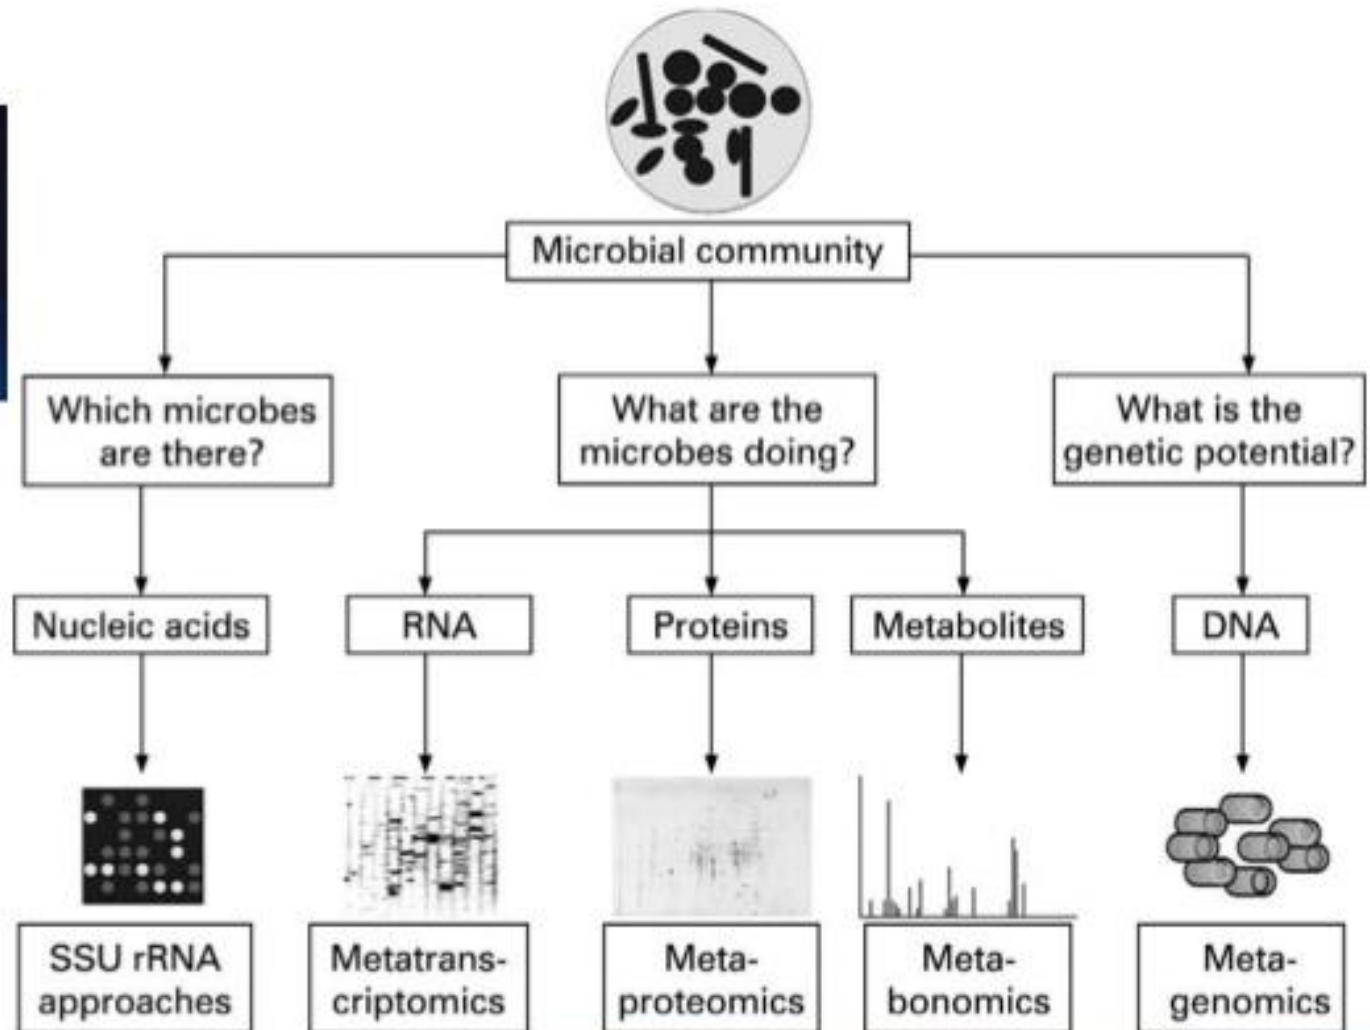 Microbial community
Which microbes
are there?
What are the
microbes doing?
What is the
genetic potential?
Nucleic acids
RNA
Proteins
Metabolites
DNA
SSU rRNA
approaches
Metatrans-
criptomics
Meta-
proteomics
Meta-
bonomics
Meta-
genomics